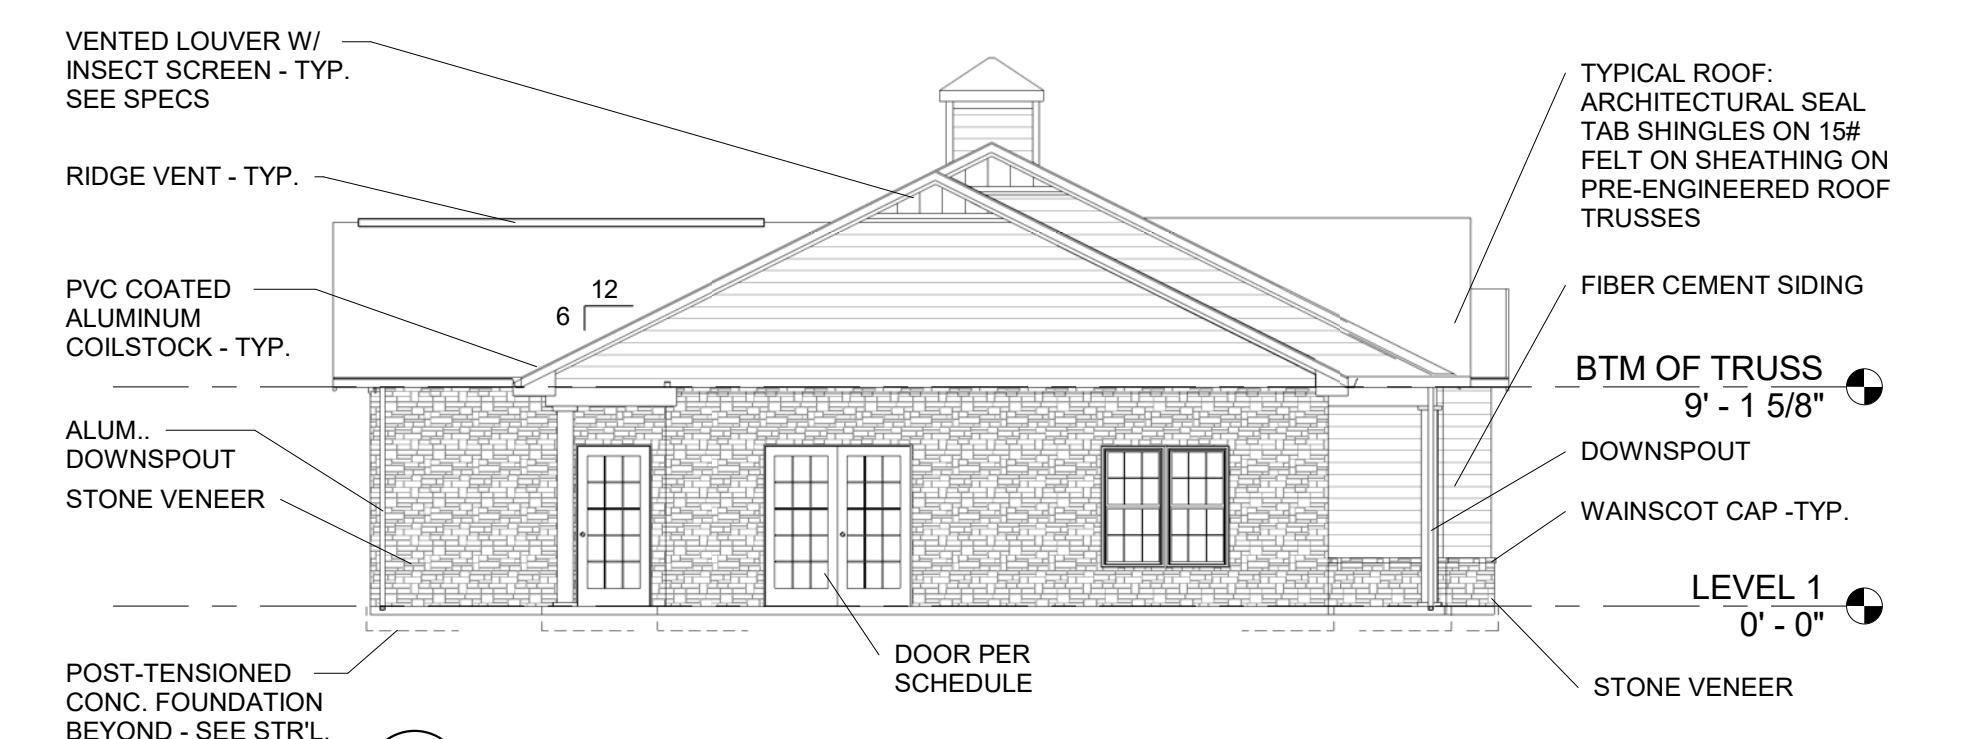 VENTED LOUVER W/
INSECT SCREEN - TYP.
SEE SPECS
RIDGE VENT - TYP.
PVC COATED
ALUMINUM
COILSTOCK - TYP.
ALUM..
DOWNSPOUT
STONE VENEER
POST-TENSIONED
CONC. FOUNDATION
BEYOND - SEE STR'L.
12
6
DOOR PER
SCHEDULE
TYPICAL ROOF:
ARCHITECTURAL SEAL
TAB SHINGLES ON 15#
FELT ON SHEATHING ON
PRE-ENGINEERED ROOF
TRUSSES
FIBER CEMENT SIDING
BTM OF TRUSS
9' - 1 5/8"
DOWNSPOUT
WAINSCOT CAP -TYP.
LEVEL 1
0' - 0"
STONE VENEER